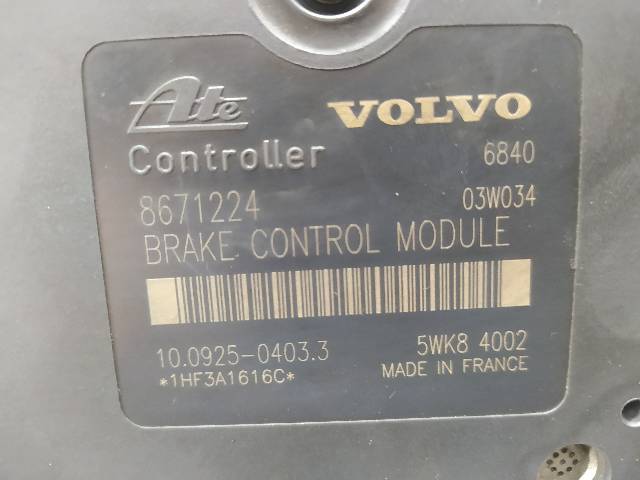 Ate VOLVO
Controller 6840
8671224 03W034
BRAKE CONTROL MODULE
10.0925-0403.3 5WK8 4002
*1HF3A1616C* MADE IN FRANCE